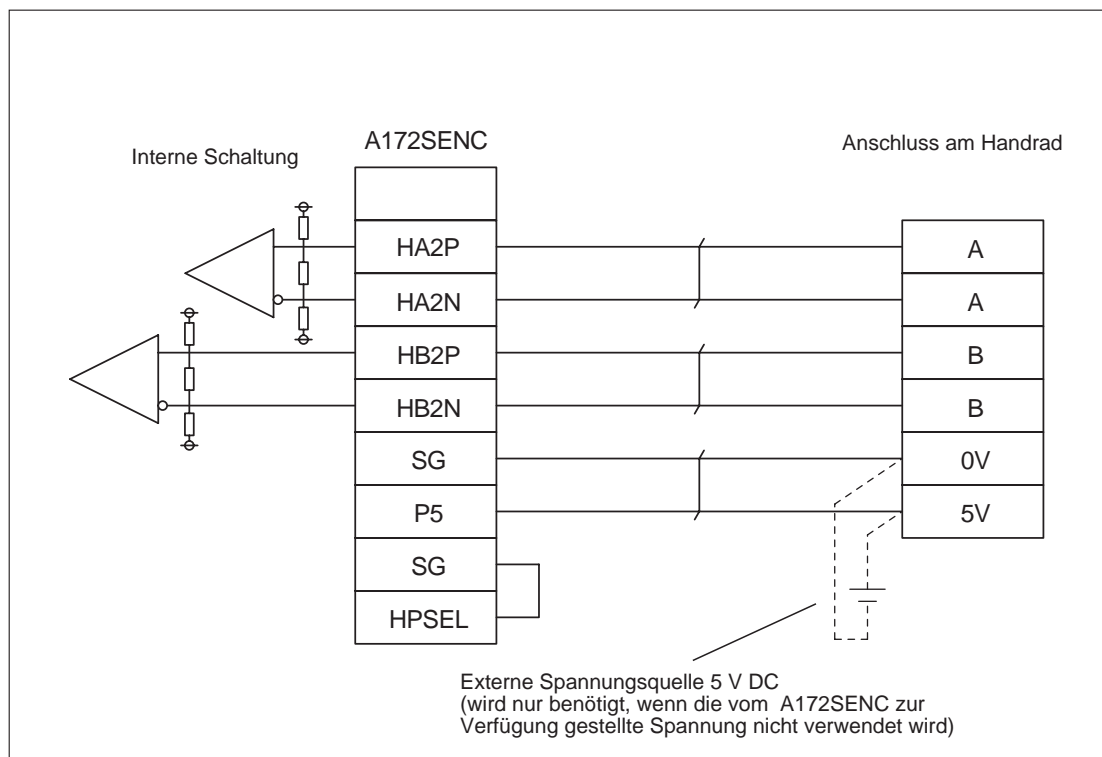 A172SENC
Interne Schaltung
Anschluss am Handrad
HA2P
A
HA2N
A
HB2P
B
HB2N
B
SG
0V
P5
5V
SG
HPSEL
Externe Spannungsquelle 5 V DC
(wird nur benötigt, wenn die vom A172SENC zur
Verfügung gestellte Spannung nicht verwendet wird)